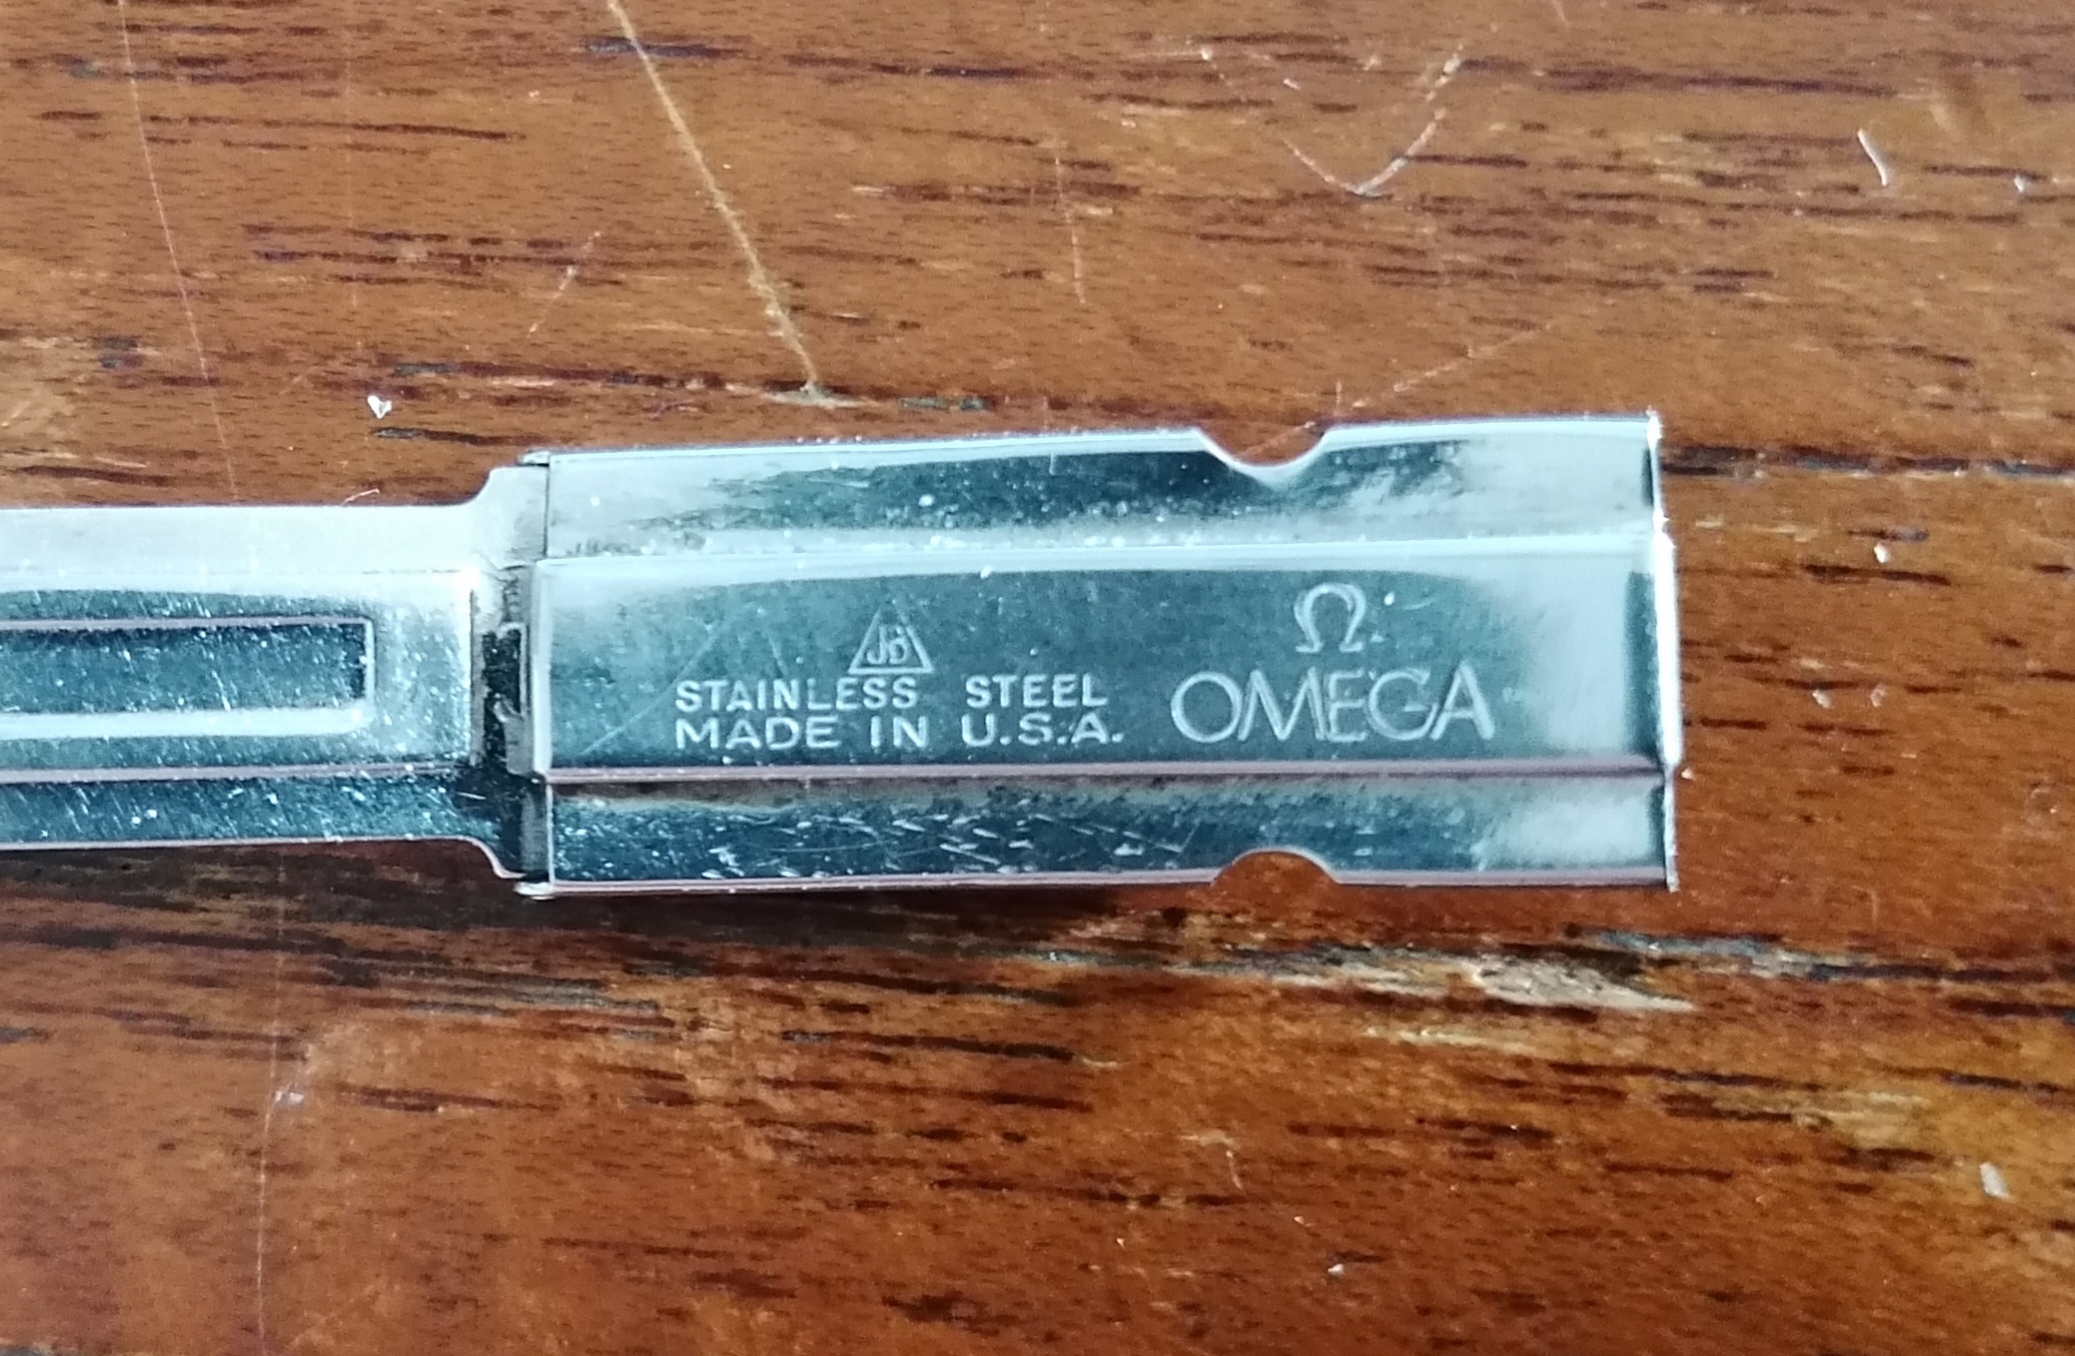 JB
STAINLESS STEEL
MADE IN U.S.A.
Ω
OMEGA